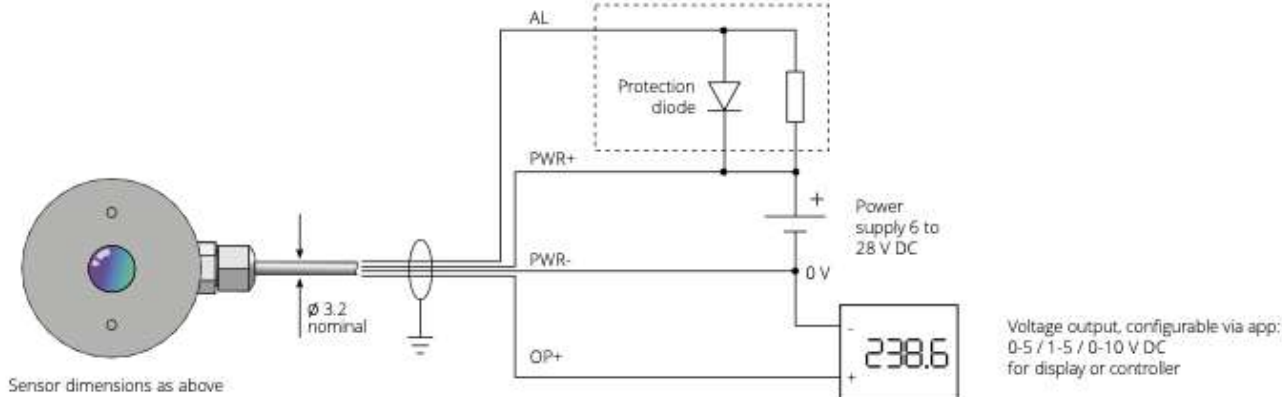 AL
Protection
diode
PWR+
+
Power
supply 6 to
28 V DC
PWR-
0 V
ø 3.2
nominal
OP+
-
238.6
+
Voltage output, configurable via app:
0-5 / 1-5 / 0-10 V DC
for display or controller
Sensor dimensions as above